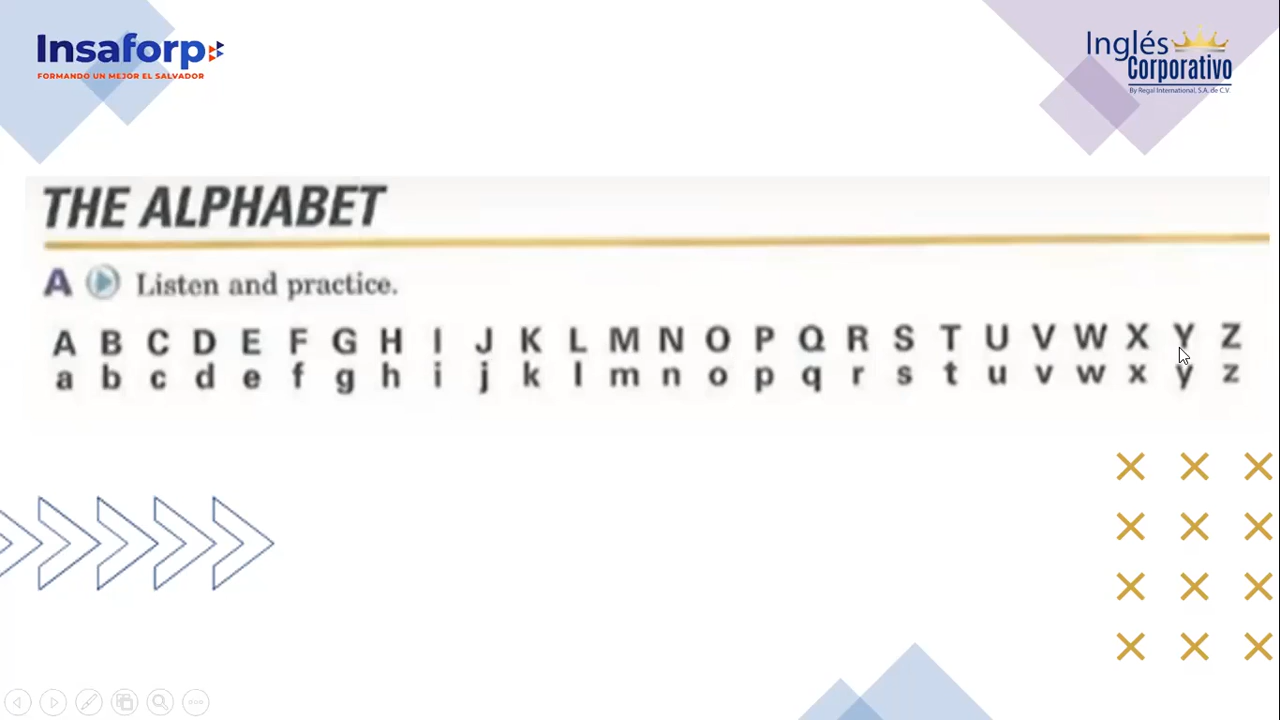 Insaforp
FORMANDO UN MEJOR EL SALVADOR
Inglés
Corporativo
By Regal International, S.A. de C.V.
THE ALPHABET
A Listen and practice.
A B C D E F G H I J K L M N O P Q R S T U V W X Y Z
a b c d e f g h i j k l m n o p q r s t u v w x y z